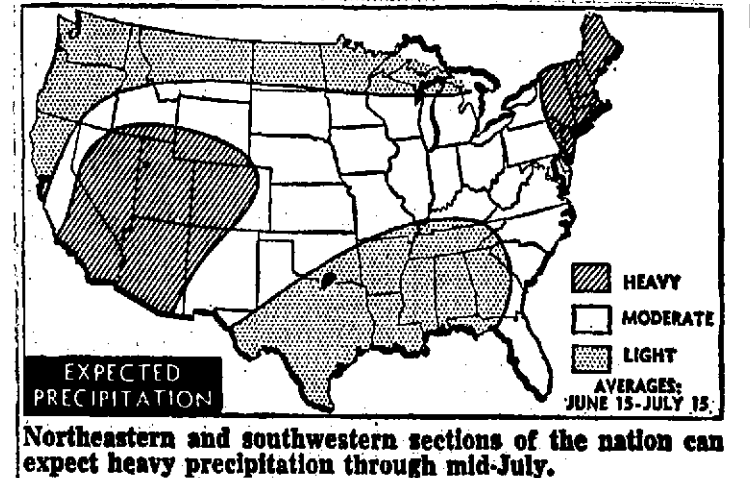 HEAVY
MODERATE
LIGHT
AVERAGES:
JUNE 15-JULY 15
EXPECTED
PRECIPITATION
Northeastern and southwestern sections of the nation can
expect heavy precipitation through mid-July.